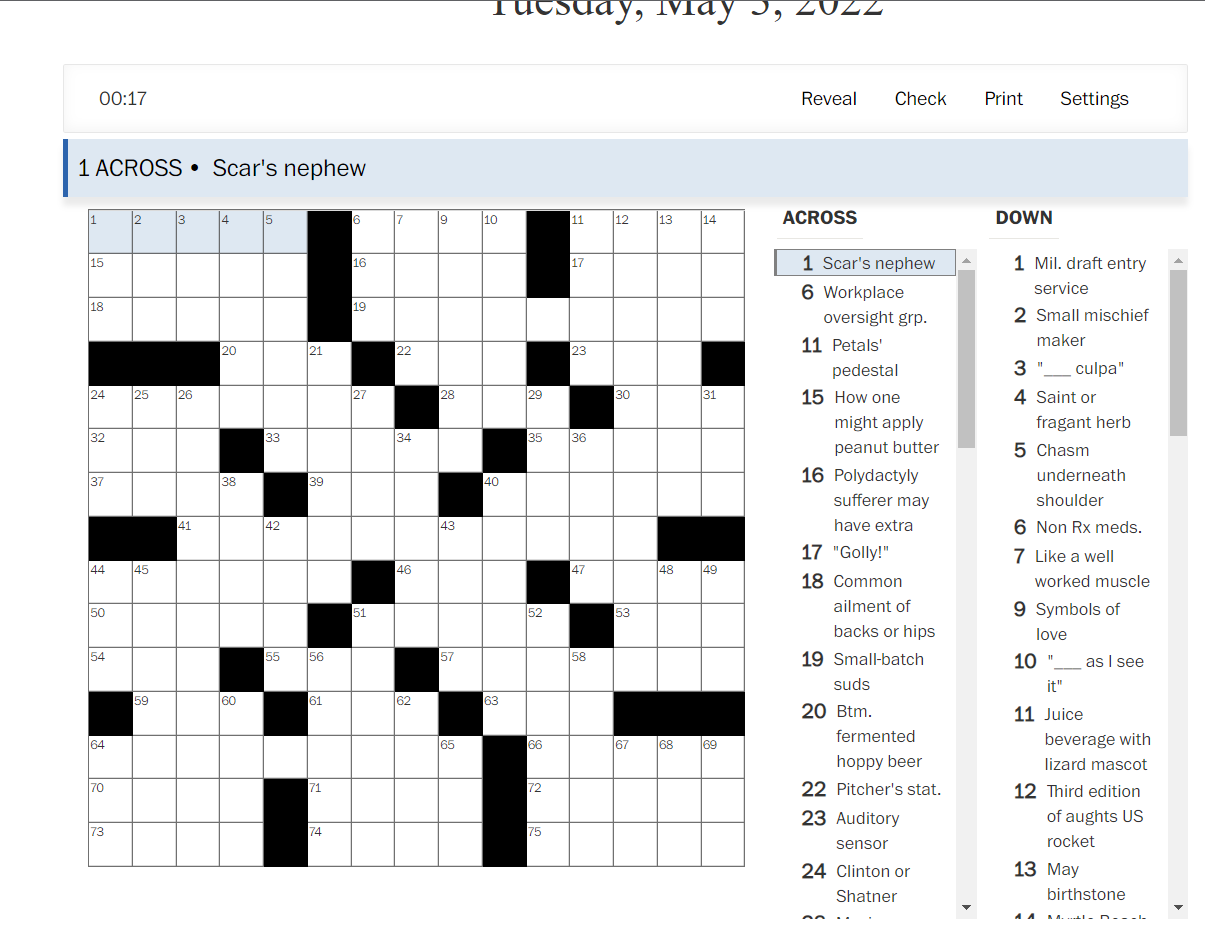 Tuesday, May 3, 2022
00:17
Reveal Check Print Settings
1 ACROSS • Scar's nephew
1 2 3 4 5 6 7 9 10 11 12 13 14
15 16 17
18 19
20 21 22 23
24 25 26 27 28 29 30 31
32 33 34 35 36
37 38 39 40
41 42 43
44 45 46 47 48 49
50 51 52 53
54 55 56 57 58
59 60 61 62 63
64 65 66 67 68 69
70 71 72
73 74 75
ACROSS
1 Scar's nephew
6 Workplace
oversight grp.
11 Petals'
pedestal
15 How one
might apply
peanut butter
16 Polydactyly
sufferer may
have extra
17 "Golly!"
18 Common
ailment of
backs or hips
19 Small-batch
suds
20 Btm.
fermented
hoppy beer
22 Pitcher's stat.
23 Auditory
sensor
24 Clinton or
Shatner
DOWN
1 Mil. draft entry
service
2 Small mischief
maker
3 "___ culpa"
4 Saint or
fragant herb
5 Chasm
underneath
shoulder
6 Non Rx meds.
7 Like a well
worked muscle
9 Symbols of
love
10 "___ as I see
it"
11 Juice
beverage with
lizard mascot
12 Third edition
of aughts US
rocket
13 May
birthstone
14 Myrtle Beach